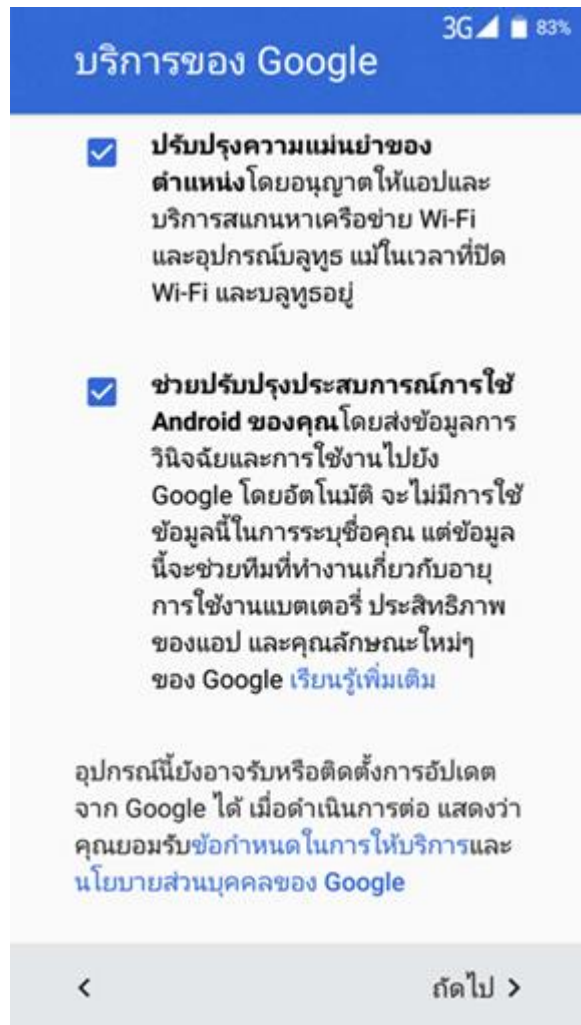 3G 83%
บริการของ Google
ปรับปรุงความแม่นยำของ
ตำแหน่งโดยอนุญาตให้แอปและ
บริการสแกนหาเครือข่าย Wi-Fi
และอุปกรณ์บลูทูธ แม้ในเวลาที่ปิด
Wi-Fi และบลูทูธอยู่
ช่วยปรับปรุงประสบการณ์การใช้
Android ของคุณโดยส่งข้อมูลการ
วินิจฉัยและการใช้งานไปยัง
Google โดยอัตโนมัติ จะไม่มีการใช้
ข้อมูลนี้ในการระบุชื่อคุณ แต่ข้อมูล
นี้จะช่วยทีมที่ทำงานเกี่ยวกับอายุ
การใช้งานแบตเตอรี่ ประสิทธิภาพ
ของแอป และคุณลักษณะใหม่ๆ
ของ Google เรียนรู้เพิ่มเติม
อุปกรณ์นี้ยังอาจรับหรือติดตั้งการอัปเดต
จาก Google ได้ เมื่อดำเนินการต่อ แสดงว่า
คุณยอมรับข้อกำหนดในการให้บริการและ
นโยบายส่วนบุคคลของ Google
ถัดไป